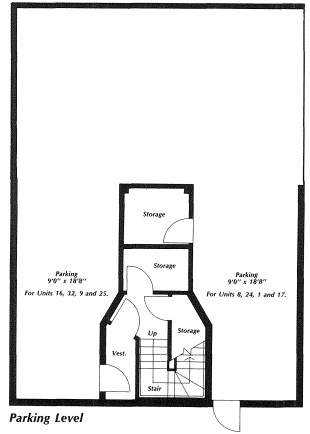 Storage
Storage
Parking
9'0" x 18'8"
For Units 16, 32, 9 and 25.
Parking
9'0" x 18'8"
For Units 8, 24, 1 and 17.
Up
Storage
Vest.
Stair
Parking Level